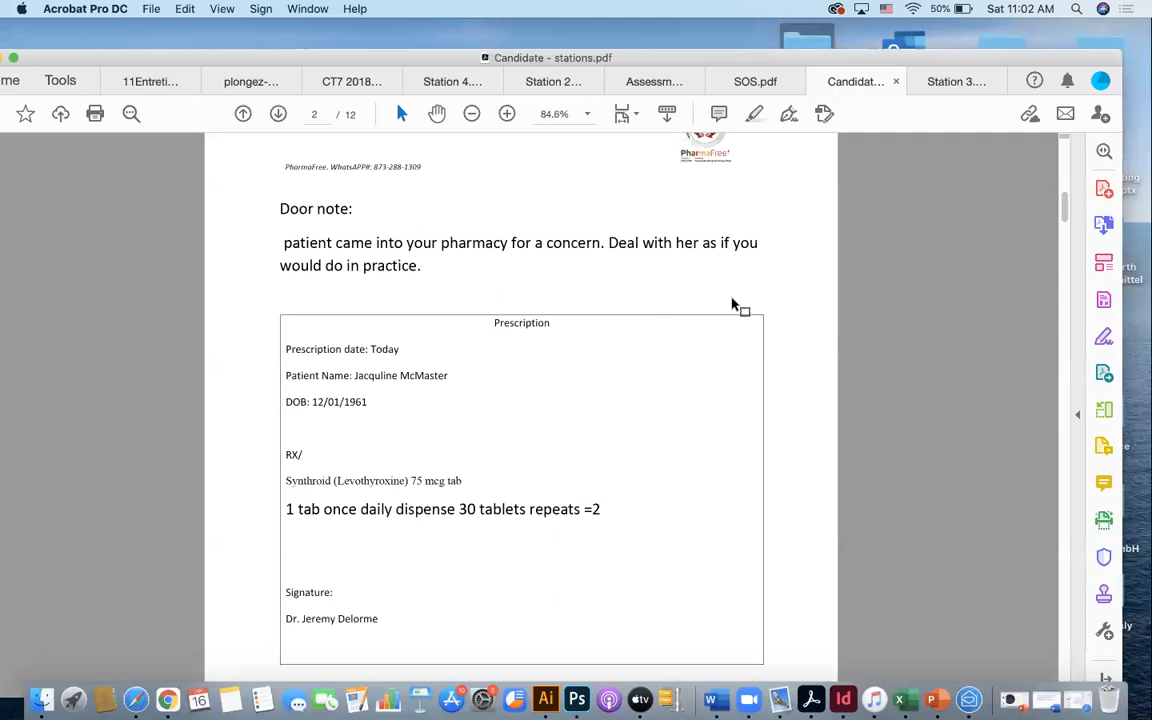 Acrobat Pro DC File Edit View Sign Window Help 50% Sat 11:02 AM
Candidate - stations.pdf
me Tools 11Entreti... plongez-... CT7 2018... Station 4.... Station 2... Assessm... SOS.pdf Candidat... Station 3....
2 / 12 84.6%
PharmaFree. WhatsAPP#: 873-288-1309
PharmaFree
Door note:
patient came into your pharmacy for a concern. Deal with her as if you
would do in practice.
Prescription
Prescription date: Today
Patient Name: Jacquline McMaster
DOB: 12/01/1961
RX/
Synthroid (Levothyroxine) 75 mcg tab
1 tab once daily dispense 30 tablets repeats =2
Signature:
Dr. Jeremy Delorme